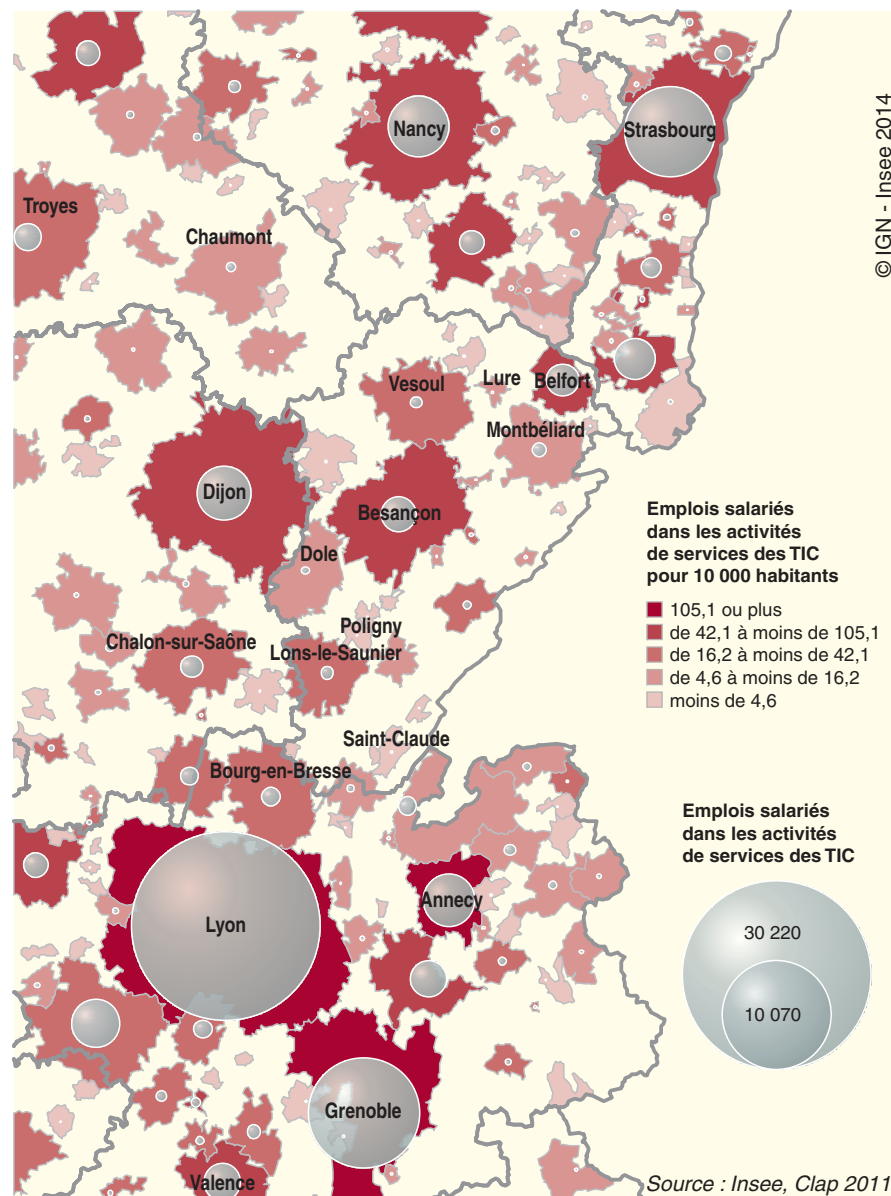 © IGN - Insee 2014
Nancy
Strasbourg
Troyes
Chaumont
Vesoul
Lure
Belfort
Montbéliard
Dijon
Besançon
Dole
Poligny
Chalon-sur-Saône
Lons-le-Saunier
Saint-Claude
Bourg-en-Bresse
Annecy
Lyon
Grenoble
Valence
Emplois salariés
dans les activités
de services des TIC
pour 10 000 habitants
105,1 ou plus
de 42,1 à moins de 105,1
de 16,2 à moins de 42,1
de 4,6 à moins de 16,2
moins de 4,6
Emplois salariés
dans les activités
de services des TIC
30 220
10 070
Source : Insee, Clap 2011